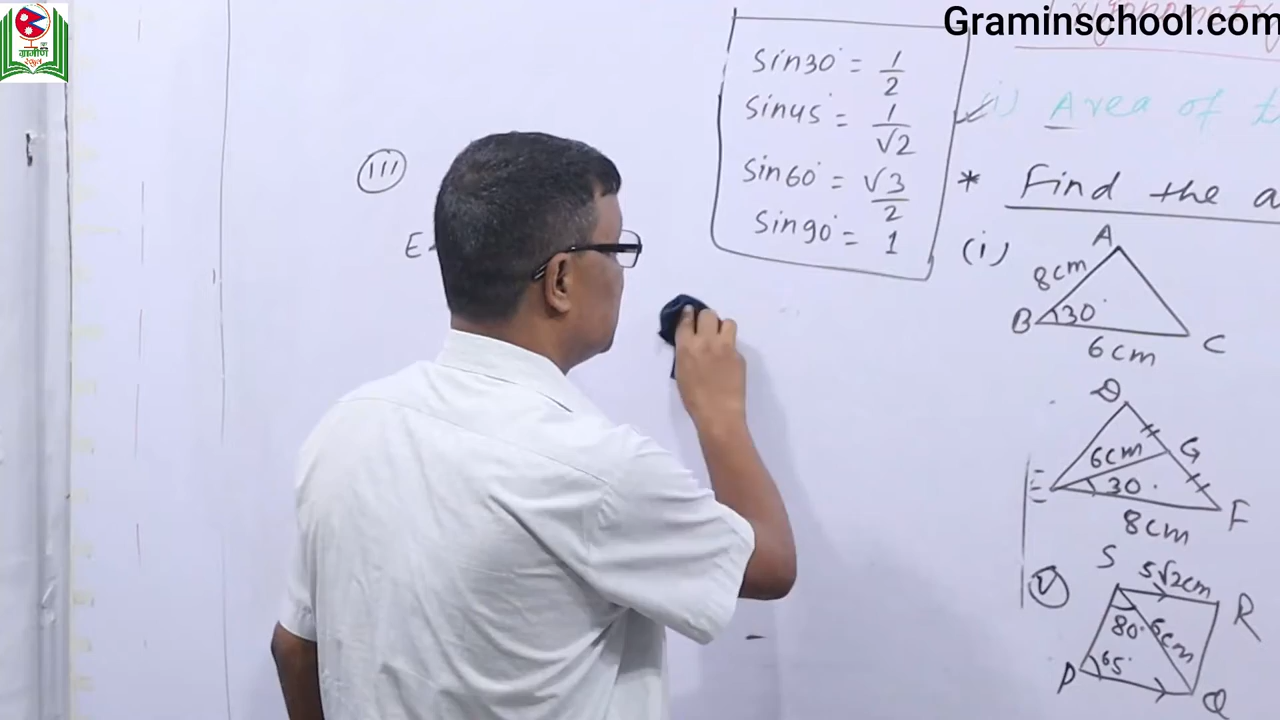 Graminschool.com
ग्रामीण
स्कूल
Trigonometry
sin30° = 1/2
sin45° = 1/√2
sin60° = √3/2
sin90° = 1
(i) Area of t
* Find the a
(i)
A
8cm
B 30° C
6cm
(III)
E
D
6cm G
E 30° F
8cm
S 5√2cm R
80° 6cm
P 65° Q